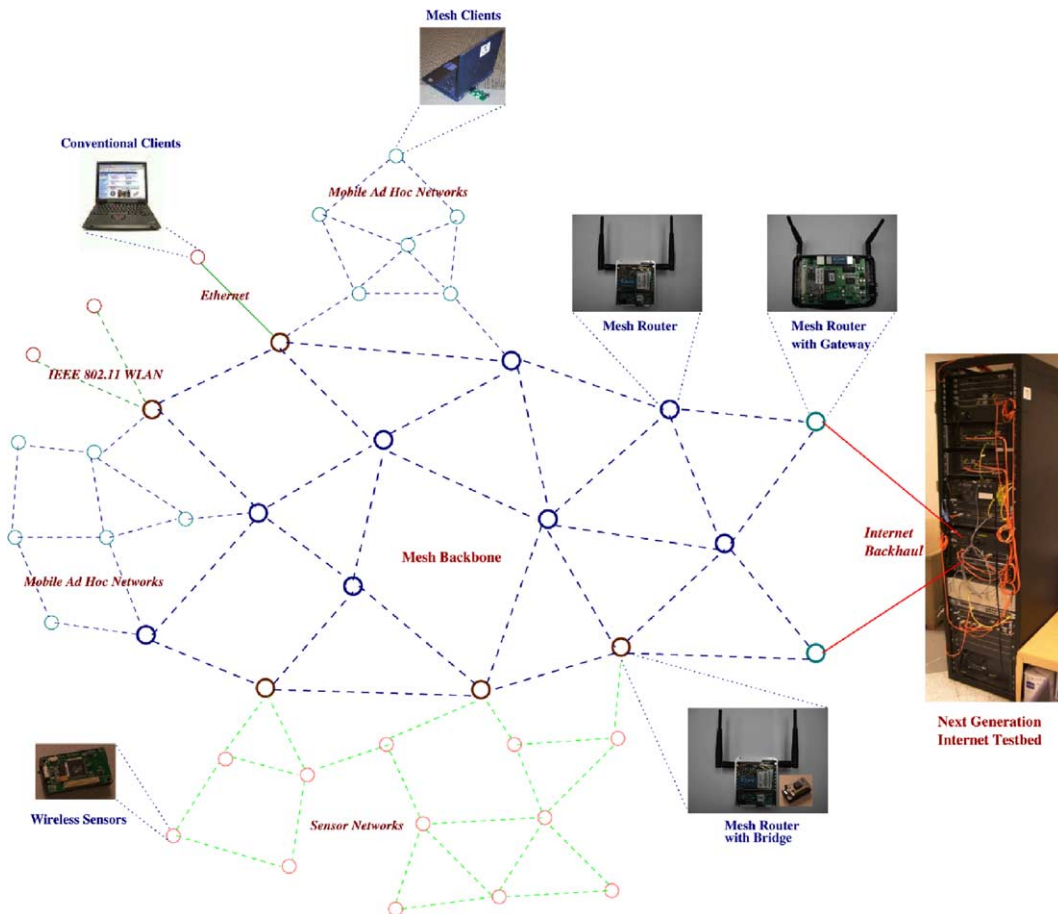 Mesh Clients
Conventional Clients
Mobile Ad Hoc Networks
Ethernet
Mesh Router
Mesh Router
with Gateway
IEEE 802.11 WLAN
Internet
Backhaul
Mesh Backbone
Mobile Ad Hoc Networks
Next Generation
Internet Testbed
Wireless Sensors
Sensor Networks
Mesh Router
with Bridge